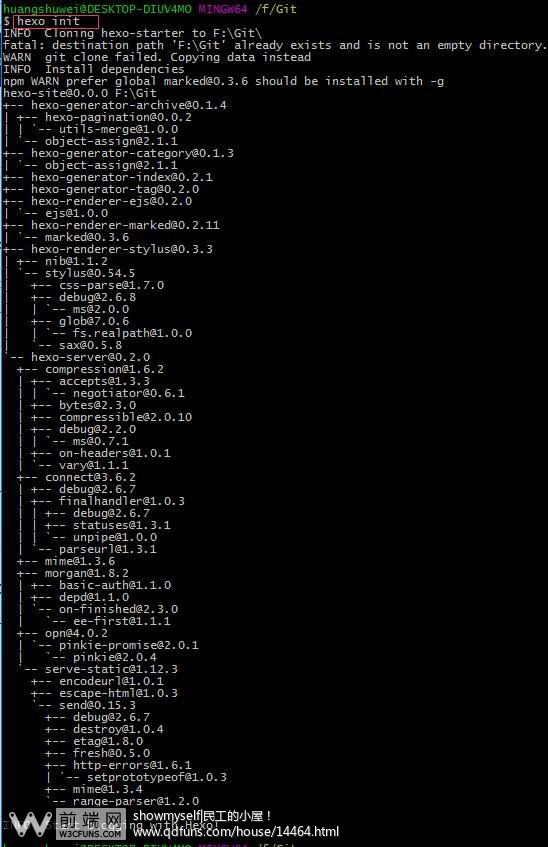 huangshuwei@DESKTOP-DIUV4MO MINGW64 /f/Git
$ hexo init
INFO  Cloning hexo-starter to F:\Git\
fatal: destination path 'F:\Git' already exists and is not an empty directory.
WARN  git clone failed. Copying data instead
INFO  Install dependencies
npm WARN prefer global marked@0.3.6 should be installed with -g
hexo-site@0.0.0 F:\Git
+-- hexo-generator-archive@0.1.4
| +-- hexo-pagination@0.0.2
| | `-- utils-merge@1.0.0
| `-- object-assign@2.1.1
+-- hexo-generator-category@0.1.3
| `-- object-assign@2.1.1
+-- hexo-generator-index@0.2.1
+-- hexo-generator-tag@0.2.0
+-- hexo-renderer-ejs@0.2.0
| `-- ejs@1.0.0
+-- hexo-renderer-marked@0.2.11
| `-- marked@0.3.6
+-- hexo-renderer-stylus@0.3.3
| +-- nib@1.1.2
| `-- stylus@0.54.5
|   +-- css-parse@1.7.0
|   +-- debug@2.6.8
|   | `-- ms@2.0.0
|   +-- glob@7.0.6
|   | `-- fs.realpath@1.0.0
|   `-- sax@0.5.8
`-- hexo-server@0.2.0
  +-- compression@1.6.2
  | +-- accepts@1.3.3
  | | `-- negotiator@0.6.1
  | +-- bytes@2.3.0
  | +-- compressible@2.0.10
  | +-- debug@2.2.0
  | | `-- ms@0.7.1
  | +-- on-headers@1.0.1
  | `-- vary@1.1.1
  +-- connect@3.6.2
  | +-- debug@2.6.7
  | +-- finalhandler@1.0.3
  | | +-- debug@2.6.7
  | | +-- statuses@1.3.1
  | | `-- unpipe@1.0.0
  | `-- parseurl@1.3.1
  +-- mime@1.3.6
  +-- morgan@1.8.2
  | +-- basic-auth@1.1.0
  | +-- depd@1.1.0
  | `-- on-finished@2.3.0
  |   `-- ee-first@1.1.1
  +-- opn@4.0.2
  | `-- pinkie-promise@2.0.1
  |   `-- pinkie@2.0.4
  `-- serve-static@1.12.3
    +-- encodeurl@1.0.1
    +-- escape-html@1.0.3
    `-- send@0.15.3
      +-- debug@2.6.7
      +-- destroy@1.0.4
      +-- etag@1.8.0
      +-- fresh@0.5.0
      +-- http-errors@1.6.1
      | `-- setprototypeof@1.0.3
      +-- mime@1.3.4
      `-- range-parser@1.2.0
前端网
W3CFUNS.COM
showmyself|民工的小屋！
www.qdfuns.com/house/14464.html
with Hexo!
huangshuwei@DESKTOP-DIUV4MO MINGW64 /f/Git